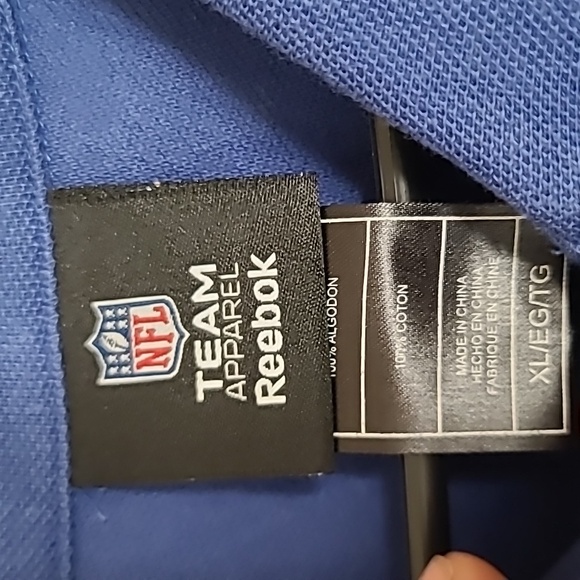 NFL
TEAM
APPAREL
Reebok
100% ALGODON
100% COTON
MADE IN CHINA
HECHO EN CHINA
FABRIQUE EN CHINE
XL/EG/TG